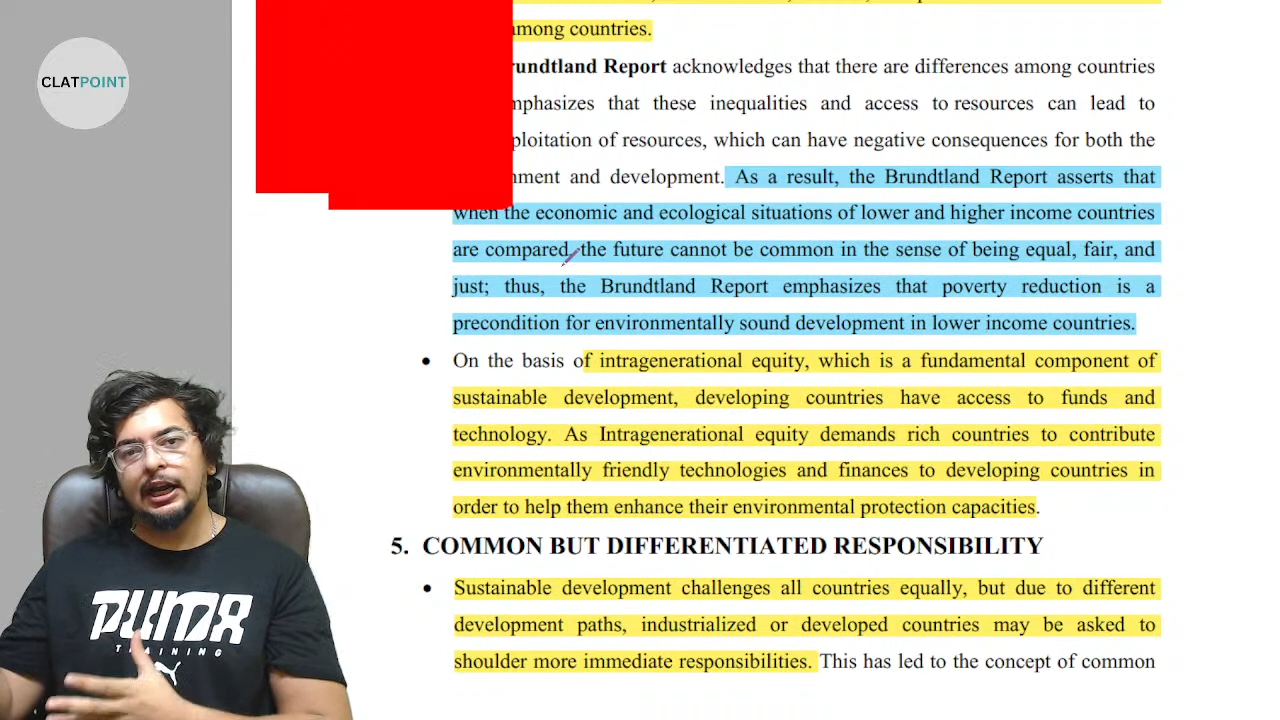 CLATPOINT
among countries.
rundtland Report acknowledges that there are differences among countries
mphasizes that these inequalities and access to resources can lead to
ploitation of resources, which can have negative consequences for both the
nment and development. As a result, the Brundtland Report asserts that
when the economic and ecological situations of lower and higher income countries
are compared, the future cannot be common in the sense of being equal, fair, and
just; thus, the Brundtland Report emphasizes that poverty reduction is a
precondition for environmentally sound development in lower income countries.
• On the basis of intragenerational equity, which is a fundamental component of
sustainable development, developing countries have access to funds and
technology. As Intragenerational equity demands rich countries to contribute
environmentally friendly technologies and finances to developing countries in
order to help them enhance their environmental protection capacities.
5. COMMON BUT DIFFERENTIATED RESPONSIBILITY
• Sustainable development challenges all countries equally, but due to different
development paths, industrialized or developed countries may be asked to
shoulder more immediate responsibilities. This has led to the concept of common
PUMA
TRAINING